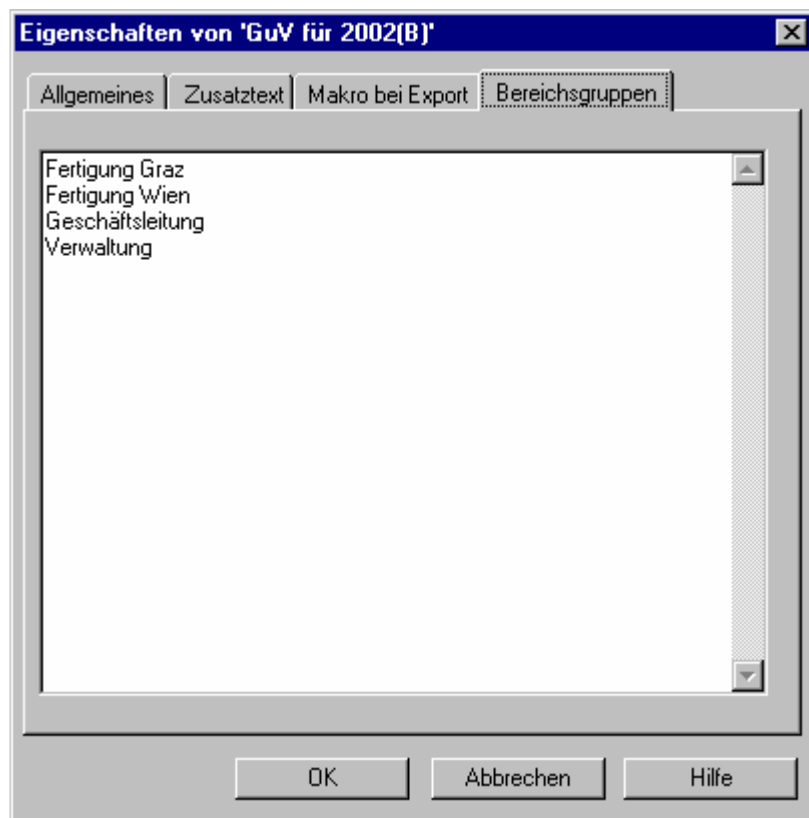 Eigenschaften von 'GuV für 2002(B)'
Allgemeines Zusatztext Makro bei Export Bereichsgruppen
Fertigung Graz
Fertigung Wien
Geschäftsleitung
Verwaltung
OK Abbrechen Hilfe